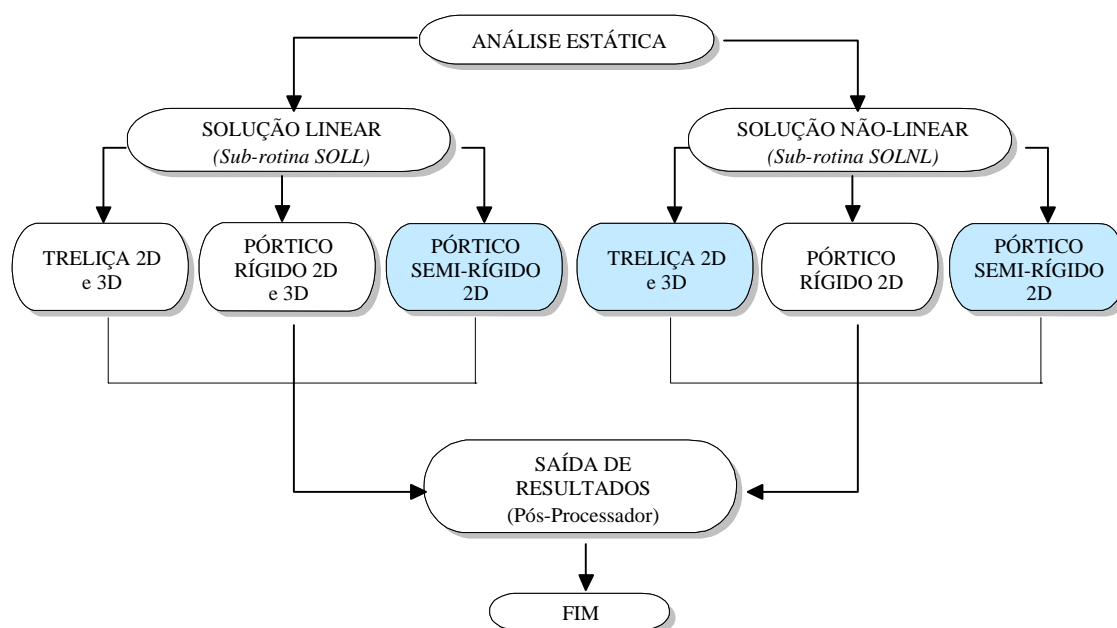 ANÁLISE ESTÁTICA
SOLUÇÃO LINEAR
(Sub-rotina SOLL)
SOLUÇÃO NÃO-LINEAR
(Sub-rotina SOLNL)
TRELIÇA 2D
e 3D
PÓRTICO
RÍGIDO 2D
e 3D
PÓRTICO
SEMI-RÍGIDO
2D
TRELIÇA 2D
e 3D
PÓRTICO
RÍGIDO 2D
PÓRTICO
SEMI-RÍGIDO
2D
SAÍDA DE
RESULTADOS
(Pós-Processador)
FIM